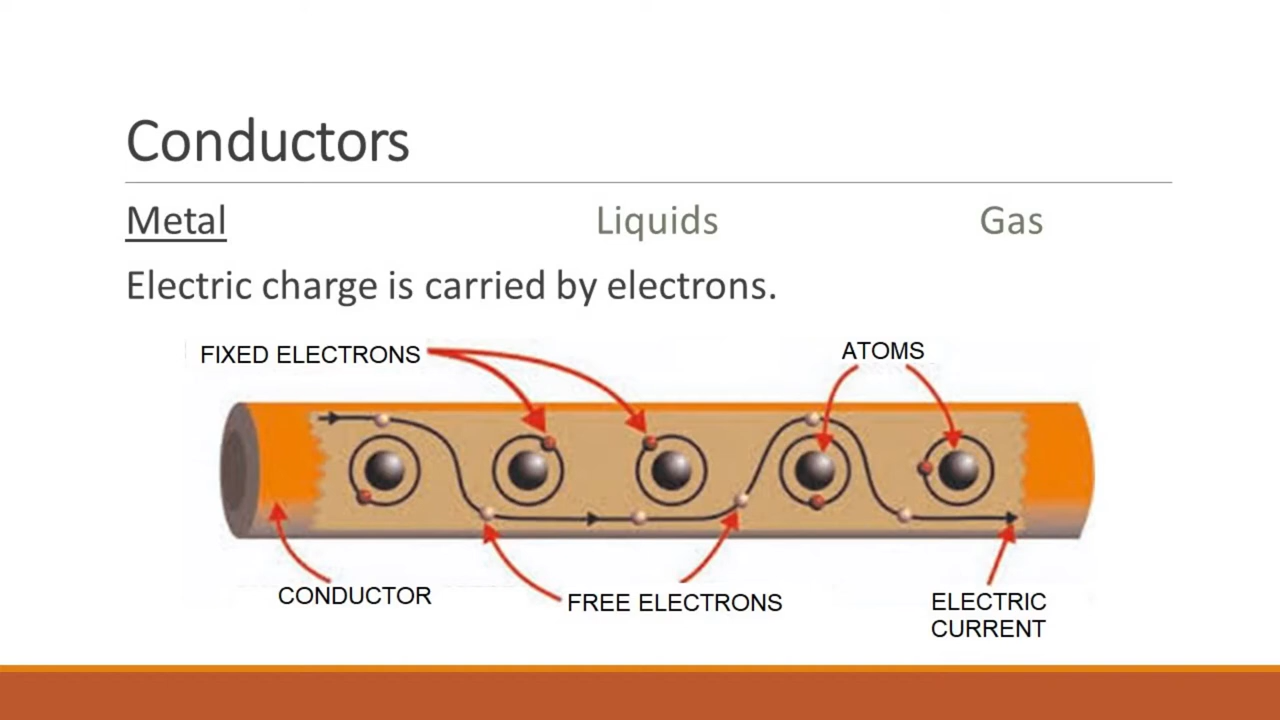 Conductors
Metal Liquids Gas
Electric charge is carried by electrons.
FIXED ELECTRONS
ATOMS
CONDUCTOR
FREE ELECTRONS
ELECTRIC
CURRENT